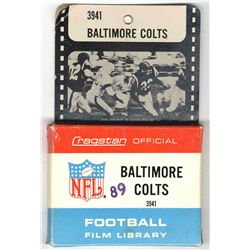 3941
BALTIMORE COLTS
Cragstan OFFICIAL
NFL
89
BALTIMORE
COLTS
3941
FOOTBALL
FILM LIBRARY